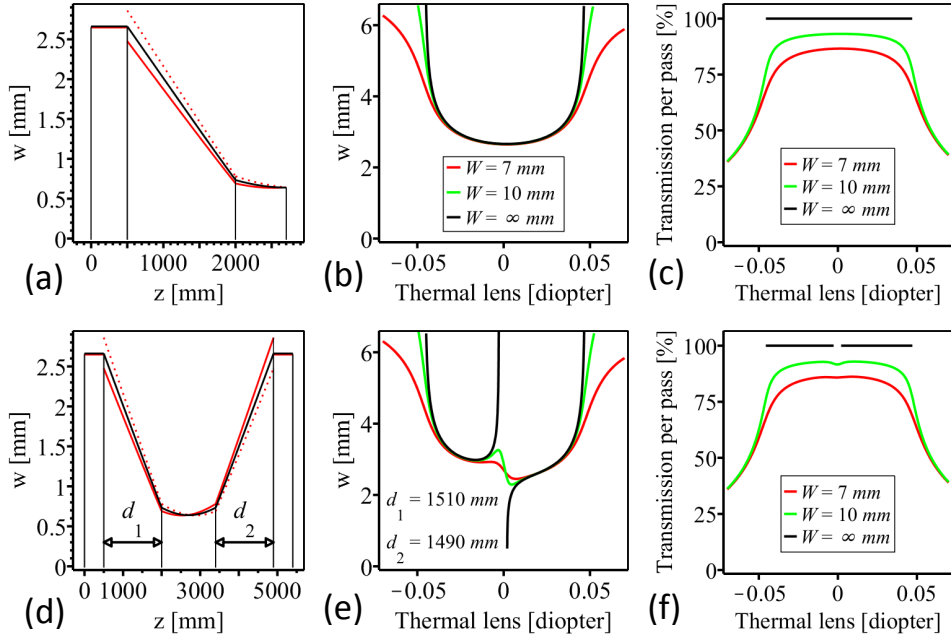 w [mm]
2.5
2
1.5
1
0.5
0
0 1000 2000
z [mm]
(a)
w [mm]
6
4
2
0
W = 7 mm
W = 10 mm
W = ∞ mm
−0.05 0 0.05
Thermal lens [diopter]
(b)
Transmission per pass [%]
100
75
50
25
0
W = 7 mm
W = 10 mm
W = ∞ mm
−0.05 0 0.05
Thermal lens [diopter]
(c)
w [mm]
2.5
2
1.5
1
0.5
0
d1 d2
0 1000 3000 5000
z [mm]
(d)
w [mm]
6
4
2
0
d1 = 1510 mm
d2 = 1490 mm
−0.05 0 0.05
Thermal lens [diopter]
(e)
Transmission per pass [%]
100
75
50
25
0
W = 7 mm
W = 10 mm
W = ∞ mm
−0.05 0 0.05
Thermal lens [diopter]
(f)